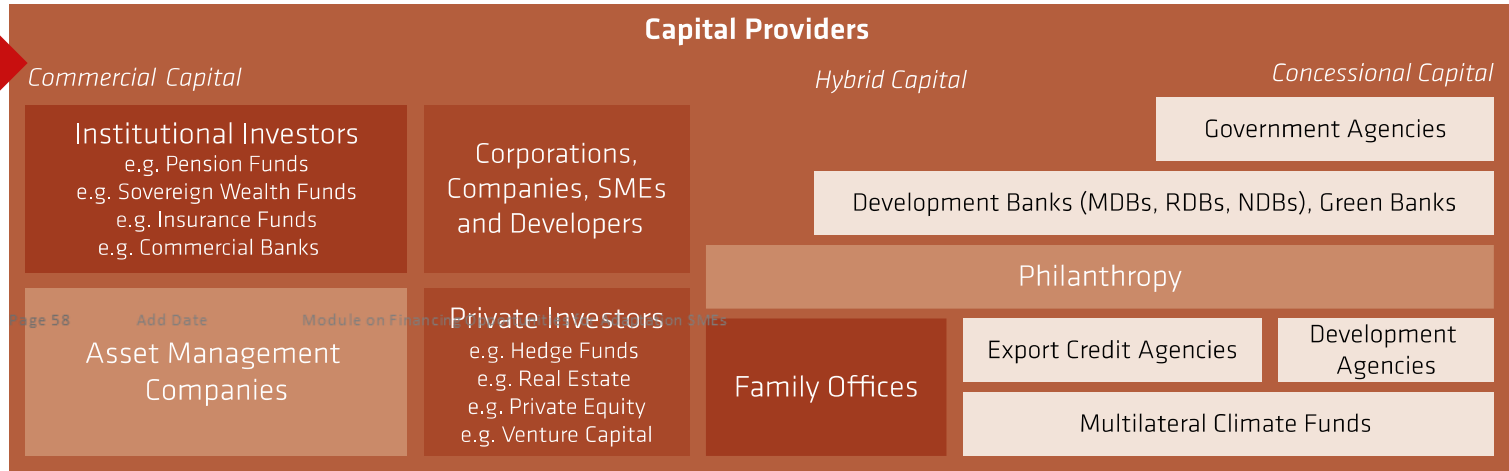 Capital Providers
Commercial Capital
Hybrid Capital
Concessional Capital
Institutional Investors
e.g. Pension Funds
e.g. Sovereign Wealth Funds
e.g. Insurance Funds
e.g. Commercial Banks
Corporations,
Companies, SMEs
and Developers
Government Agencies
Development Banks (MDBs, RDBs, NDBs), Green Banks
Philanthropy
Asset Management
Companies
Private Investors
e.g. Hedge Funds
e.g. Real Estate
e.g. Private Equity
e.g. Venture Capital
Family Offices
Export Credit Agencies
Development
Agencies
Multilateral Climate Funds
Page 58 Add Date Module on Financing Opportunities for Adaptation SMEs